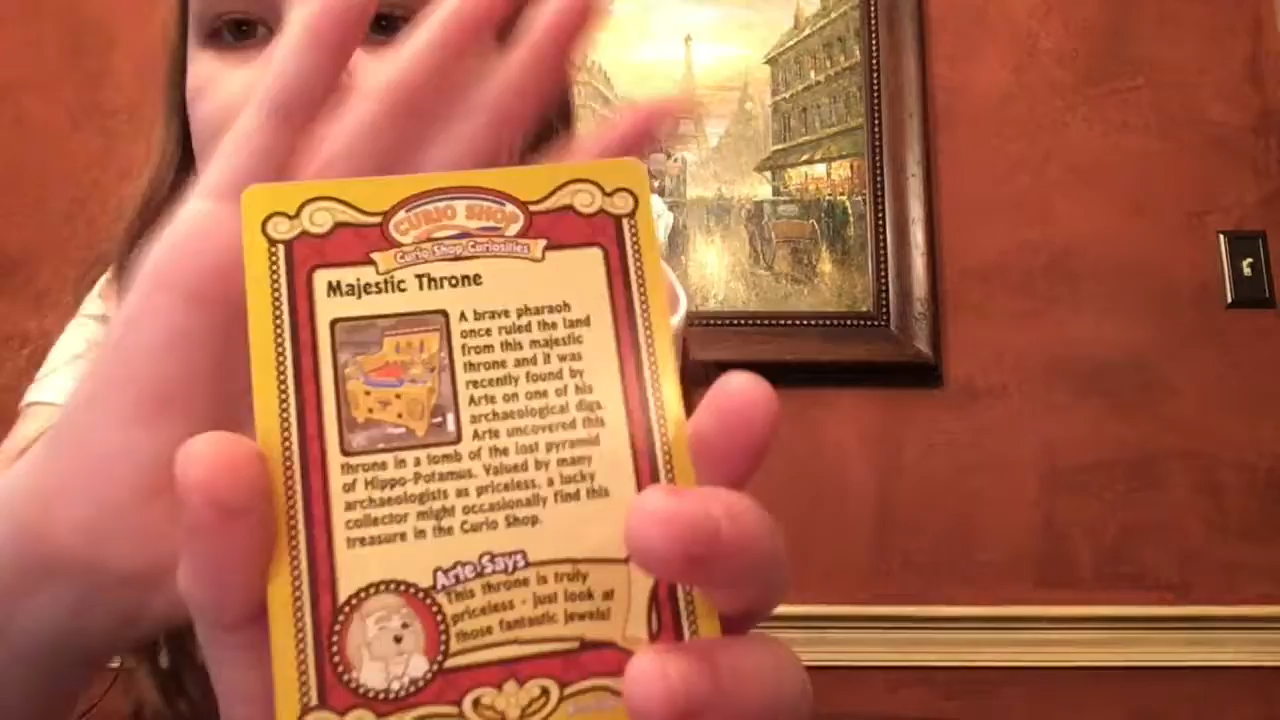 CURIO SHOP
Curio Shop Curiosities
Majestic Throne
A brave pharaoh
once ruled the land
from this majestic
throne and it was
recently found by
Arte on one of his
archaeological digs.
Arte uncovered this
throne in a tomb of the lost pyramid
of Hippo-Potamus. Valued by many
archaeologists as priceless, a lucky
collector might occasionally find this
treasure in the Curio Shop.
Arte Says
This throne is truly
priceless - just look at
those fantastic jewels!